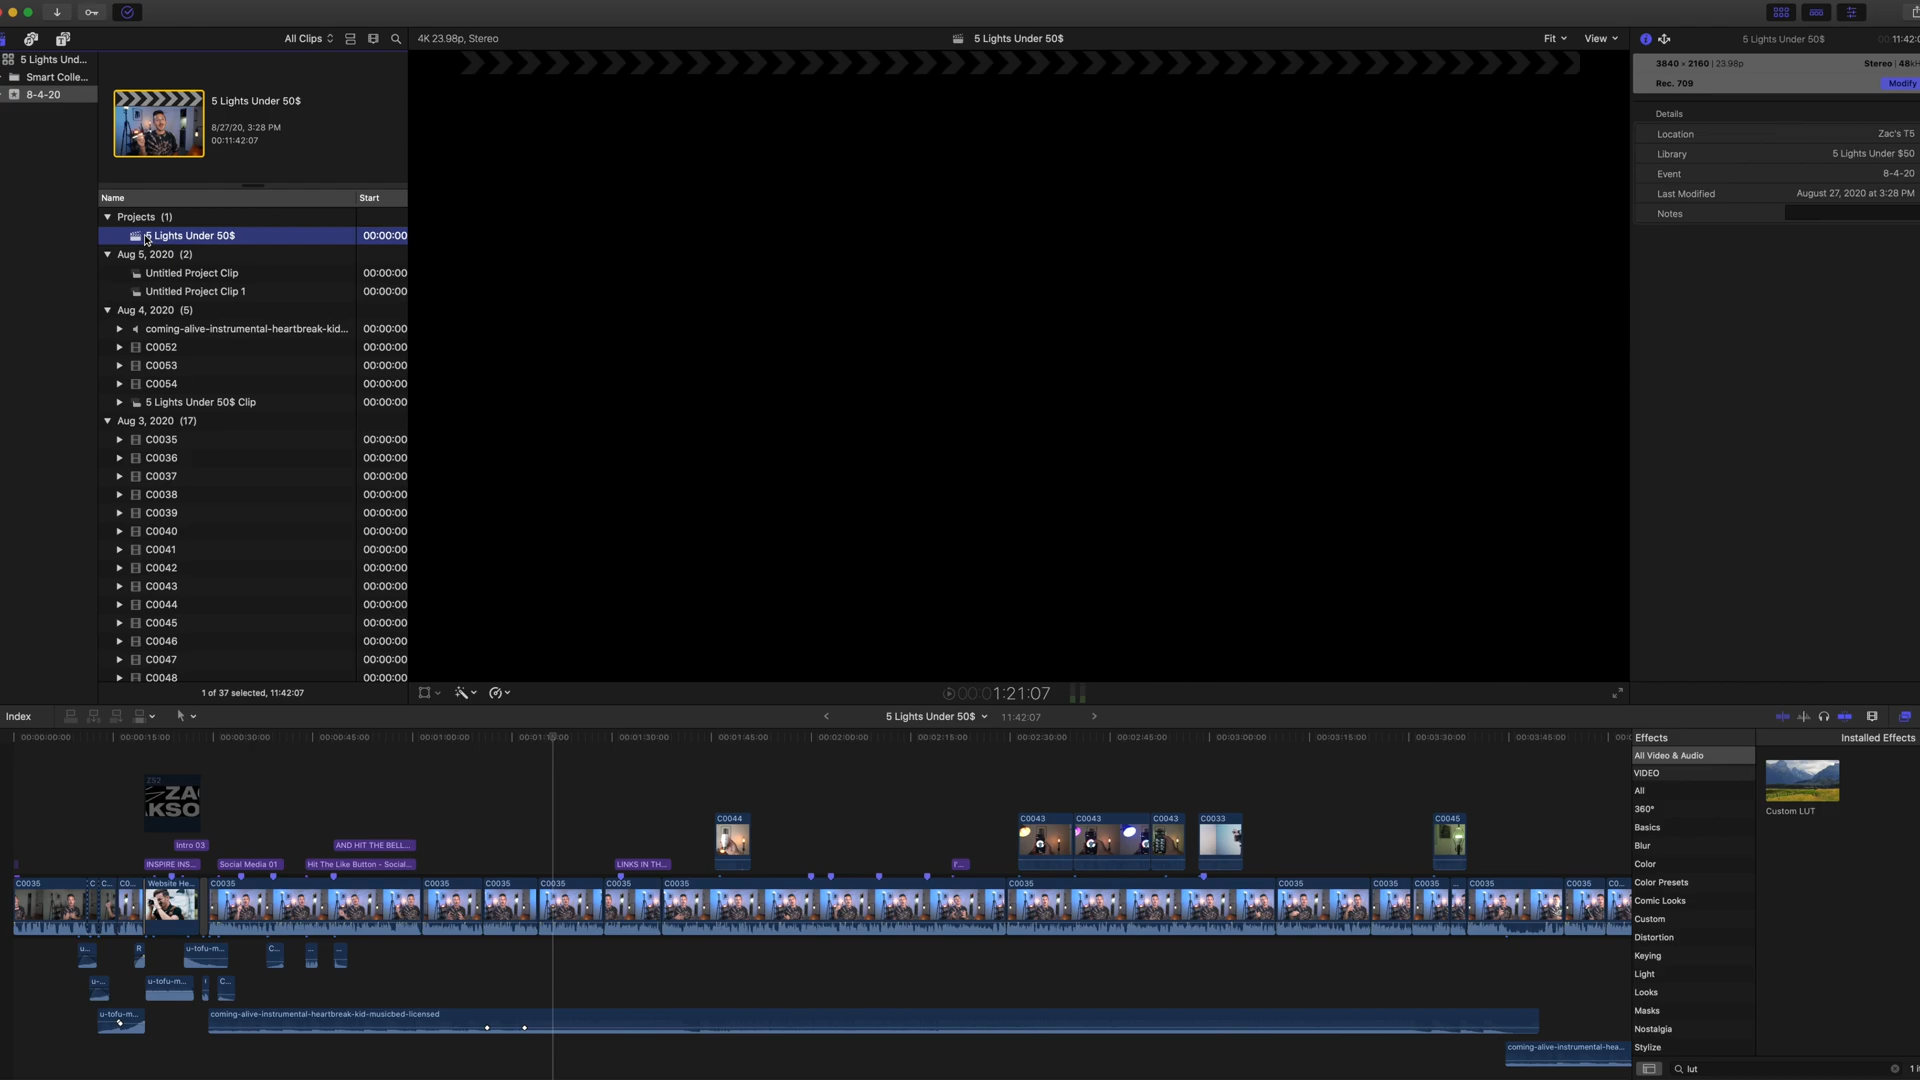 All Clips
4K 23.98p, Stereo
5 Lights Under 50$
Fit
View
5 Lights Under 50$
11:42:0
5 Lights Und...
Smart Colle...
8-4-20
5 Lights Under 50$
8/27/20, 3:28 PM
00:11:42:07
3840 × 2160 | 23.98p
Stereo | 48k
Rec. 709
Modify
Details
Location
Zac's T5
Library
5 Lights Under $50
Event
8-4-20
Last Modified
August 27, 2020 at 3:28 PM
Notes
Name
Start
Projects (1)
5 Lights Under 50$
00:00:00
Aug 5, 2020 (2)
Untitled Project Clip
00:00:00
Untitled Project Clip 1
00:00:00
Aug 4, 2020 (5)
coming-alive-instrumental-heartbreak-kid...
00:00:00
C0052
00:00:00
C0053
00:00:00
C0054
00:00:00
5 Lights Under 50$ Clip
00:00:00
Aug 3, 2020 (17)
C0035
00:00:00
C0036
00:00:00
C0037
00:00:00
C0038
00:00:00
C0039
00:00:00
C0040
00:00:00
C0041
00:00:00
C0042
00:00:00
C0043
00:00:00
C0044
00:00:00
C0045
00:00:00
C0046
00:00:00
C0047
00:00:00
C0048
00:00:00
1 of 37 selected, 11:42:07
00:00:01:21:07
Index
5 Lights Under 50$
11:42:07
00:00:00:00
00:00:15:00
00:00:30:00
00:00:45:00
00:01:00:00
00:01:15:00
00:01:30:00
00:01:45:00
00:02:00:00
00:02:15:00
00:02:30:00
00:02:45:00
00:03:00:00
00:03:15:00
00:03:30:00
00:03:45:00
Effects
Installed Effects
All Video & Audio
VIDEO
All
360°
Basics
Blur
Color
Color Presets
Comic Looks
Custom
Distortion
Keying
Light
Looks
Masks
Nostalgia
Stylize
Custom LUT
lut
ZS2
ZA
KSO
Intro 03
AND HIT THE BELL...
INSPIRE INS...
Social Media 01
Hit The Like Button - Social...
LINKS IN TH...
C0044
C0043
C0043
C0043
C0033
C0045
C0035
C
C...
C0...
Website He...
C0035
C0035
C0035
C0035
C0035
C0035
C0035
C0035
C0035
C0035
...
C0035
C0035
C0...
u...
R
u-tofu-m...
C...
...
...
u-...
u-tofu-m...
C...
u-tofu-m...
coming-alive-instrumental-heartbreak-kid-musicbed-licensed
coming-alive-instrumental-hea...